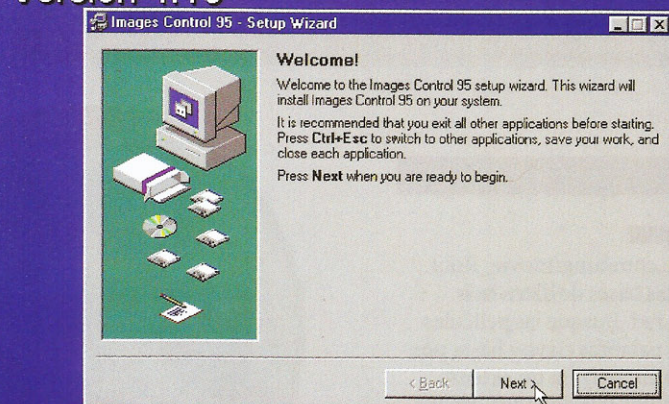 Images Control 95 - Setup Wizard
Welcome!
Welcome to the Images Control 95 setup wizard. This wizard will
install Images Control 95 on your system.
It is recommended that you exit all other applications before starting.
Press Ctrl+Esc to switch to other applications, save your work, and
close each application.
Press Next when you are ready to begin.
< Back
Next >
Cancel